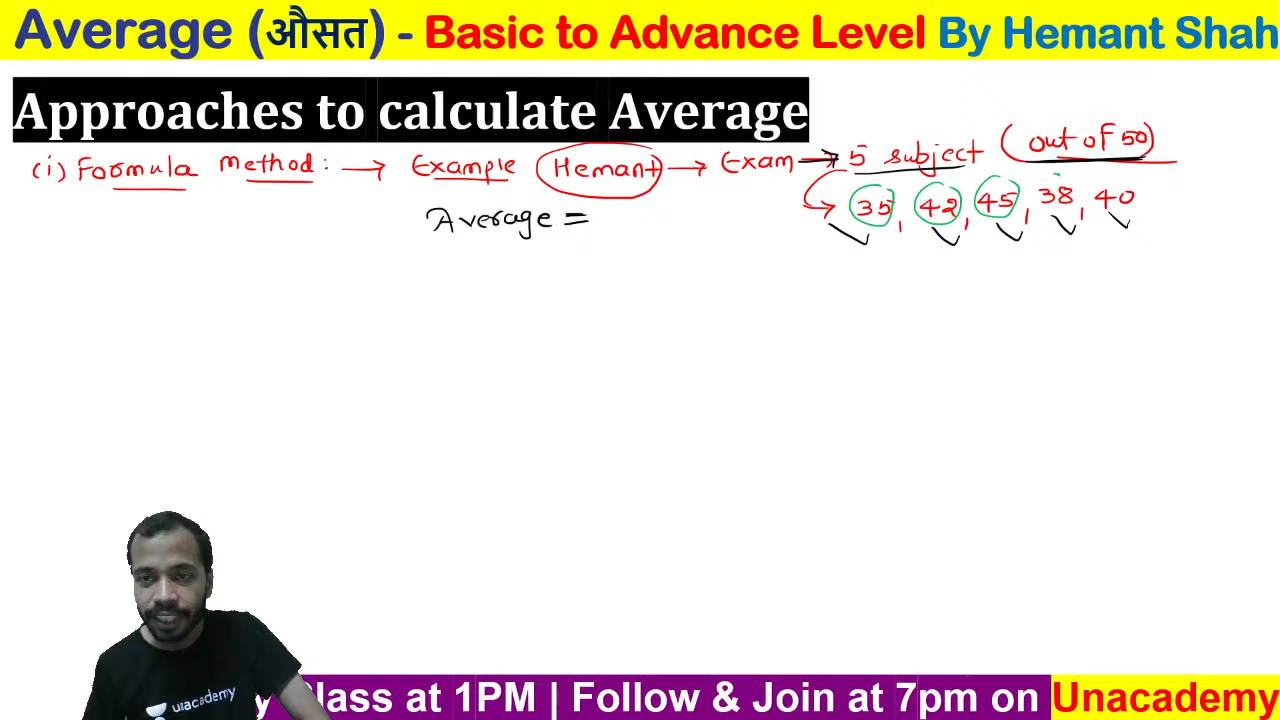 Average (औसत) - Basic to Advance Level By Hemant Shah
Approaches to calculate Average
(i) Formula method: → Example Hemant → Exam → 5 subject (out of 50)
35, 42, 45, 38, 40
Average =
unacademy
Class at 1PM | Follow & Join at 7pm on Unacademy